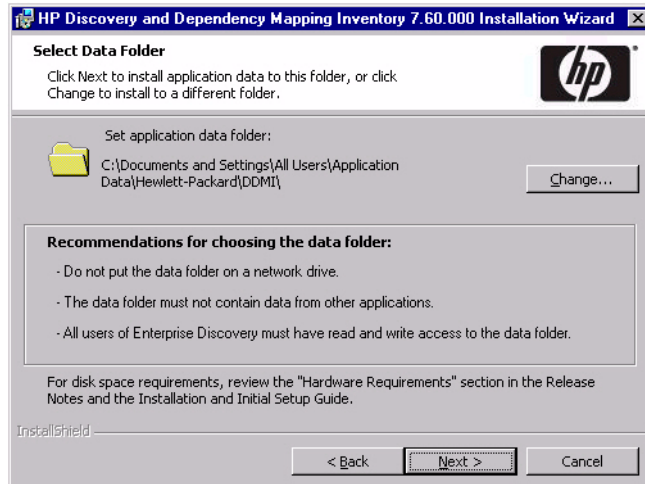 HP Discovery and Dependency Mapping Inventory 7.60.000 Installation Wizard
Select Data Folder
Click Next to install application data to this folder, or click
Change to install to a different folder.
hp
Set application data folder:
C:\Documents and Settings\All Users\Application
Data\Hewlett-Packard\DDMI\
Change...
Recommendations for choosing the data folder:
- Do not put the data folder on a network drive.
- The data folder must not contain data from other applications.
- All users of Enterprise Discovery must have read and write access to the data folder.
For disk space requirements, review the "Hardware Requirements" section in the Release
Notes and the Installation and Initial Setup Guide.
InstallShield
< Back
Next >
Cancel